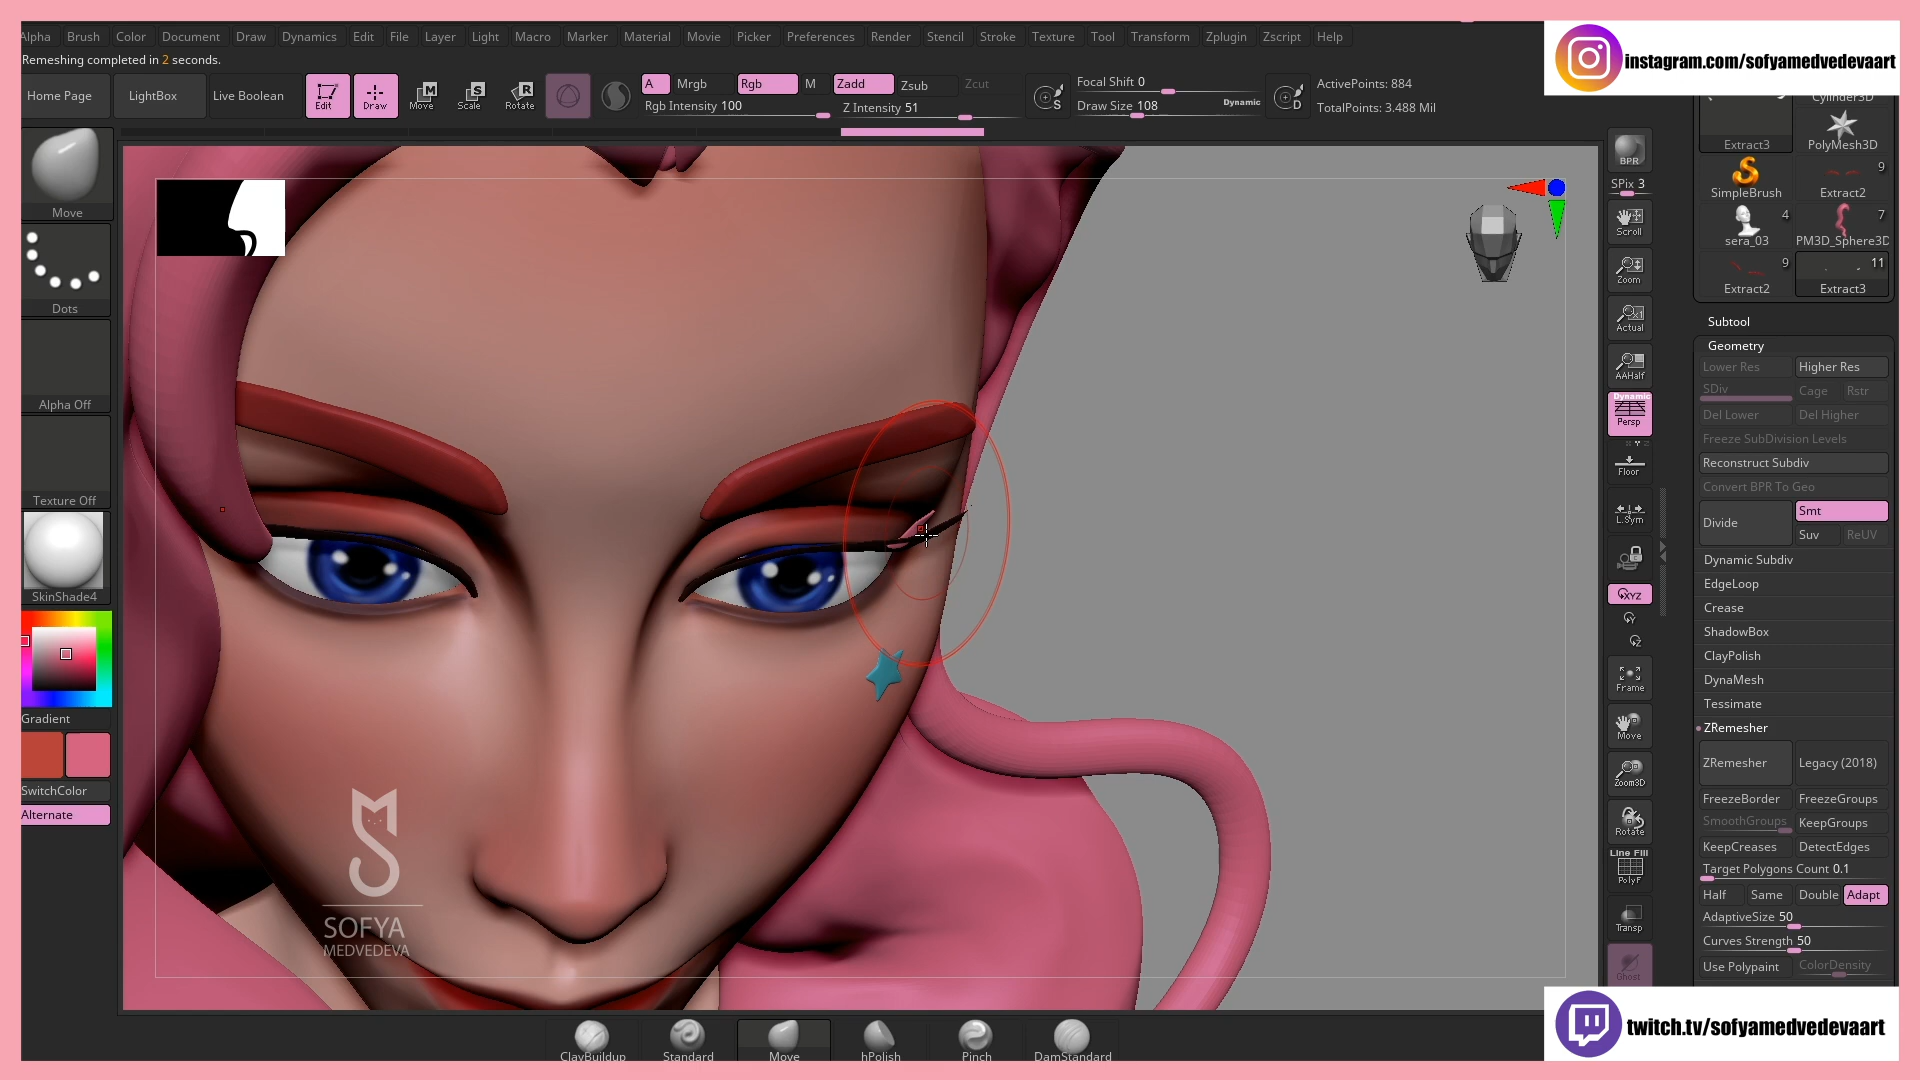 Alpha Brush Color Document Draw Dynamics Edit File Layer Light Macro Marker Material Movie Picker Preferences Render Stencil Stroke Texture Tool Transform Zplugin Zscript Help
instagram.com/sofyamedvedevaart
Remeshing completed in 2 seconds.
Home Page LightBox Live Boolean Edit Draw Move Scale Rotate
A Mrgb Rgb M Zadd Zsub Zcut
Rgb Intensity 100 Z Intensity 51
Focal Shift 0
Draw Size 108 Dynamic
ActivePoints: 884
TotalPoints: 3.488 Mil
Move
Dots
Alpha Off
Texture Off
SkinShade4
Gradient
SwitchColor
Alternate
SOFYA
MEDVEDEVA
ClayBuildup Standard Move hPolish Pinch DamStandard
BPR
SPix 3
Scroll
Zoom
Actual
AAHalf
Dynamic
Persp
Floor
L.Sym
XYZ
Frame
Move
Zoom3D
Rotate
Line Fill
PolyF
Transp
Ghost
Cylinder3D
Extract3 PolyMesh3D
9
SimpleBrush Extract2
4 7
sera_03 PM3D_Sphere3D
9 11
Extract2 Extract3
Subtool
Geometry
Lower Res Higher Res
SDiv Cage Rstr
Del Lower Del Higher
Freeze SubDivision Levels
Reconstruct Subdiv
Convert BPR To Geo
Divide Smt
Suv ReUV
Dynamic Subdiv
EdgeLoop
Crease
ShadowBox
ClayPolish
DynaMesh
Tessimate
ZRemesher
ZRemesher Legacy (2018)
FreezeBorder FreezeGroups
SmoothGroups KeepGroups
KeepCreases DetectEdges
Target Polygons Count 0.1
Half Same Double Adapt
AdaptiveSize 50
Curves Strength 50
Use Polypaint ColorDensity
twitch.tv/sofyamedvedevaart